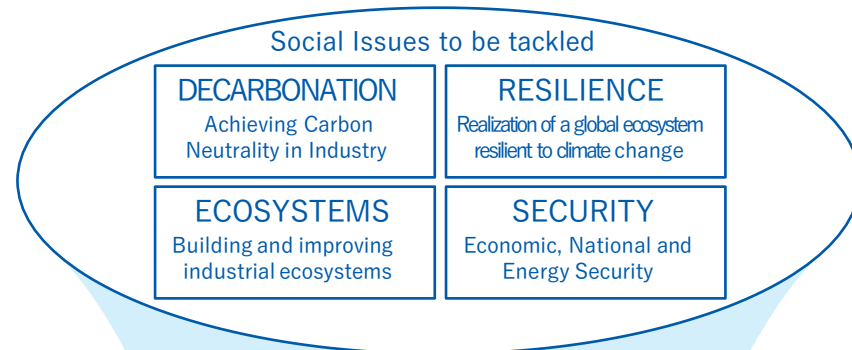 Social Issues to be tackled
DECARBONATION
Achieving Carbon
Neutrality in Industry
RESILIENCE
Realization of a global ecosystem
resilient to climate change
ECOSYSTEMS
Building and improving
industrial ecosystems
SECURITY
Economic, National and
Energy Security